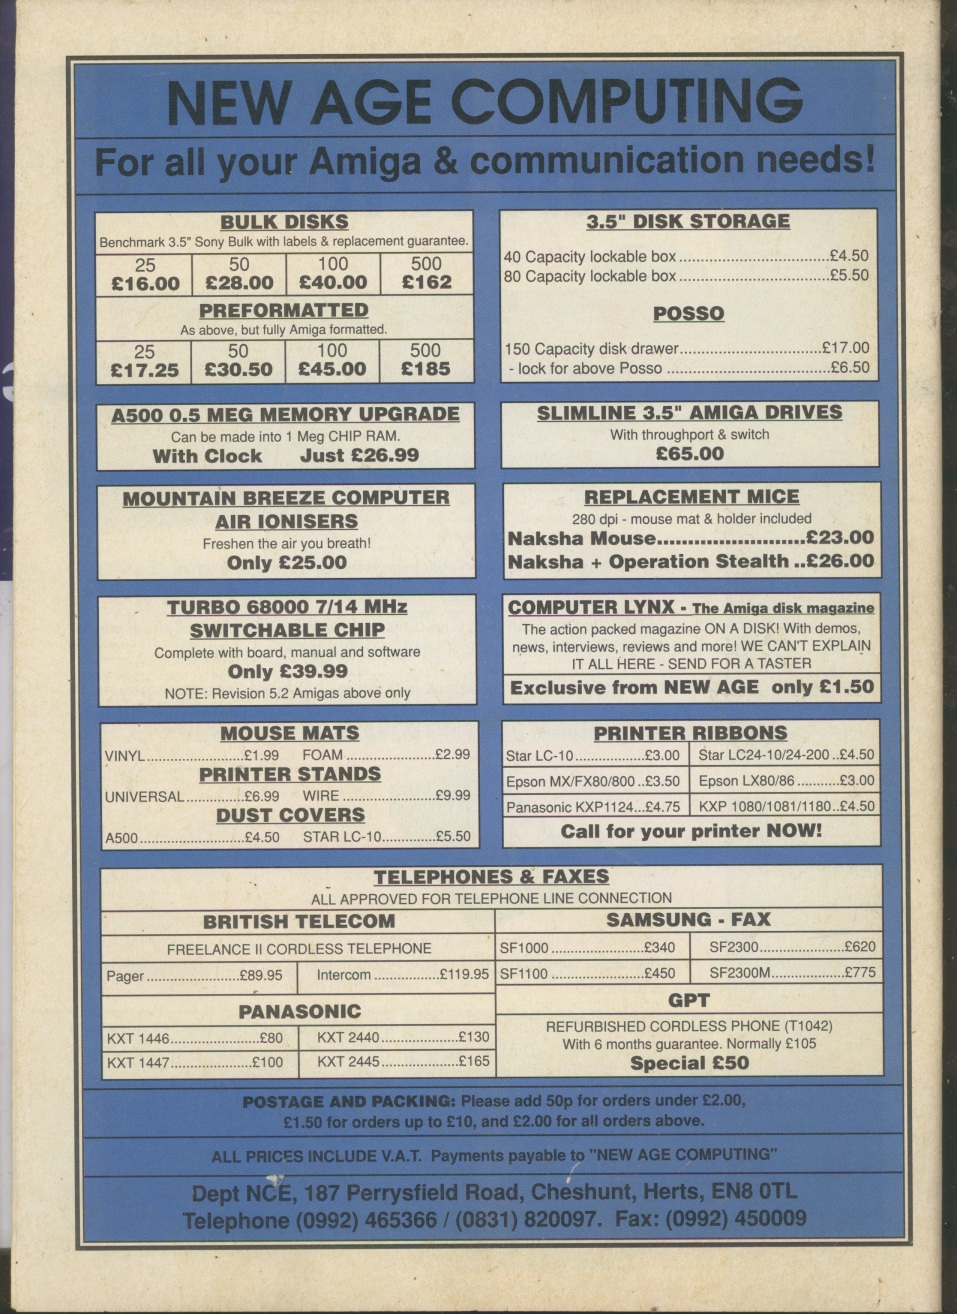 NEW AGE COMPUTING
For all your Amiga & communication needs!
BULK DISKS
Benchmark 3.5" Sony Bulk with labels & replacement guarantee.
25 50 100 500
£16.00 £28.00 £40.00 £162
PREFORMATTED
As above, but fully Amiga formatted.
25 50 100 500
£17.25 £30.50 £45.00 £185
3.5" DISK STORAGE
40 Capacity lockable box..............................£4.50
80 Capacity lockable box..............................£5.50
POSSO
150 Capacity disk drawer............................£17.00
- lock for above Posso .................................£6.50
A500 0.5 MEG MEMORY UPGRADE
Can be made into 1 Meg CHIP RAM.
With Clock Just £26.99
SLIMLINE 3.5" AMIGA DRIVES
With throughport & switch
£65.00
MOUNTAIN BREEZE COMPUTER
AIR IONISERS
Freshen the air you breath!
Only £25.00
REPLACEMENT MICE
280 dpi - mouse mat & holder included
Naksha Mouse.......................£23.00
Naksha + Operation Stealth ..£26.00
TURBO 68000 7/14 MHz
SWITCHABLE CHIP
Complete with board, manual and software
Only £39.99
NOTE: Revision 5.2 Amigas above only
COMPUTER LYNX - The Amiga disk magazine
The action packed magazine ON A DISK! With demos,
news, interviews, reviews and more! WE CAN'T EXPLAIN
IT ALL HERE - SEND FOR A TASTER
Exclusive from NEW AGE only £1.50
MOUSE MATS
VINYL.......................£1.99 FOAM ......................£2.99
PRINTER STANDS
UNIVERSAL..............£6.99 WIRE ......................£9.99
DUST COVERS
A500.........................£4.50 STAR LC-10.............£5.50
PRINTER RIBBONS
Star LC-10.................£3.00 Star LC24-10/24-200 ..£4.50
Epson MX/FX80/800 ..£3.50 Epson LX80/86 ..........£3.00
Panasonic KXP1124...£4.75 KXP 1080/1081/1180..£4.50
Call for your printer NOW!
TELEPHONES & FAXES
ALL APPROVED FOR TELEPHONE LINE CONNECTION
BRITISH TELECOM
FREELANCE II CORDLESS TELEPHONE
Pager ......................£89.95 Intercom ................£119.95
PANASONIC
KXT 1446.....................£80 KXT 2440.....................£130
KXT 1447.....................£100 KXT 2445.....................£165
SAMSUNG - FAX
SF1000 ......................£340 SF2300....................£620
SF1100 ......................£450 SF2300M..................£775
GPT
REFURBISHED CORDLESS PHONE (T1042)
With 6 months guarantee. Normally £105
Special £50
POSTAGE AND PACKING: Please add 50p for orders under £2.00,
£1.50 for orders up to £10, and £2.00 for all orders above.
ALL PRICES INCLUDE V.A.T. Payments payable to "NEW AGE COMPUTING"
Dept NCE, 187 Perrysfield Road, Cheshunt, Herts, EN8 0TL
Telephone (0992) 465366 / (0831) 820097. Fax: (0992) 450009